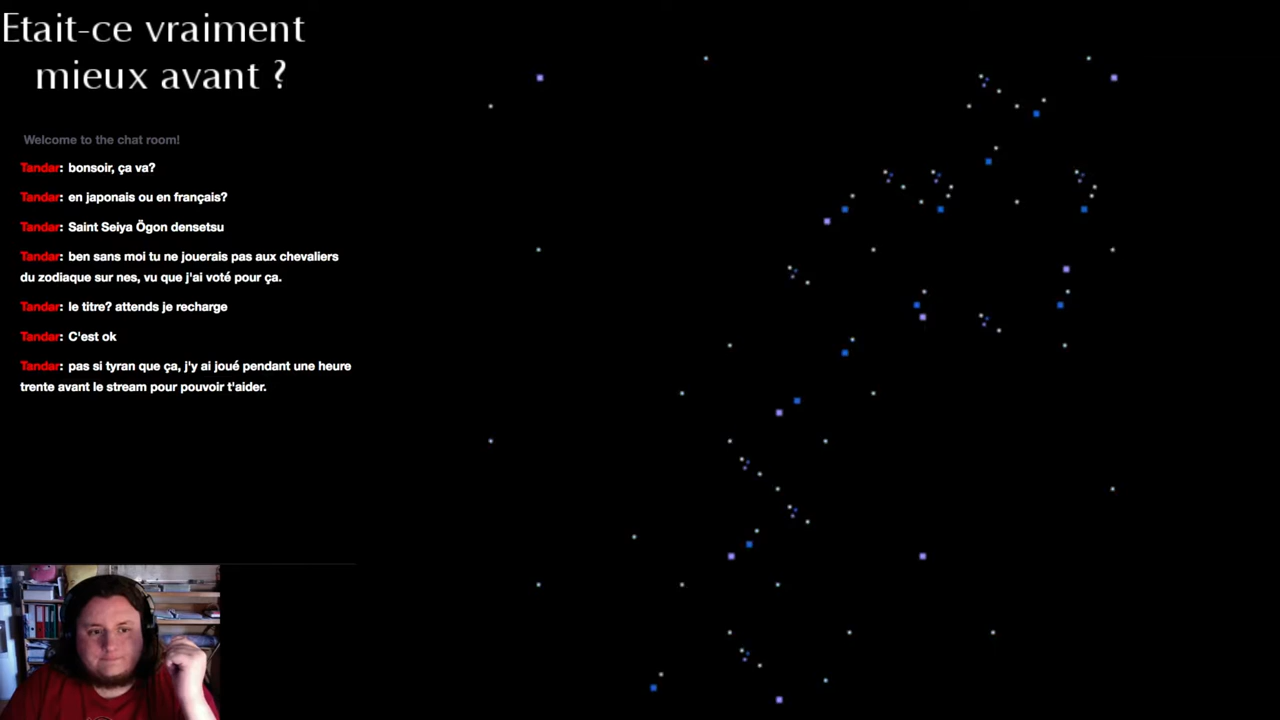 Etait-ce vraiment
mieux avant ?
Welcome to the chat room!
Tandar: bonsoir, ça va?
Tandar: en japonais ou en français?
Tandar: Saint Seiya Ögon densetsu
Tandar: ben sans moi tu ne jouerais pas aux chevaliers
du zodiaque sur nes, vu que j'ai voté pour ça.
Tandar: le titre? attends je recharge
Tandar: C'est ok
Tandar: pas si tyran que ça, j'y ai joué pendant une heure
trente avant le stream pour pouvoir t'aider.